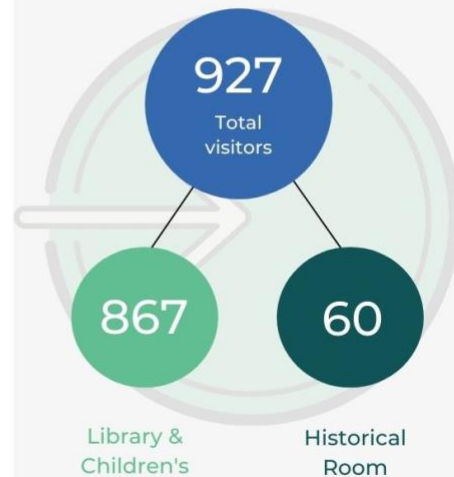 927
Total
visitors
867
60
Library &
Children's
Historical
Room